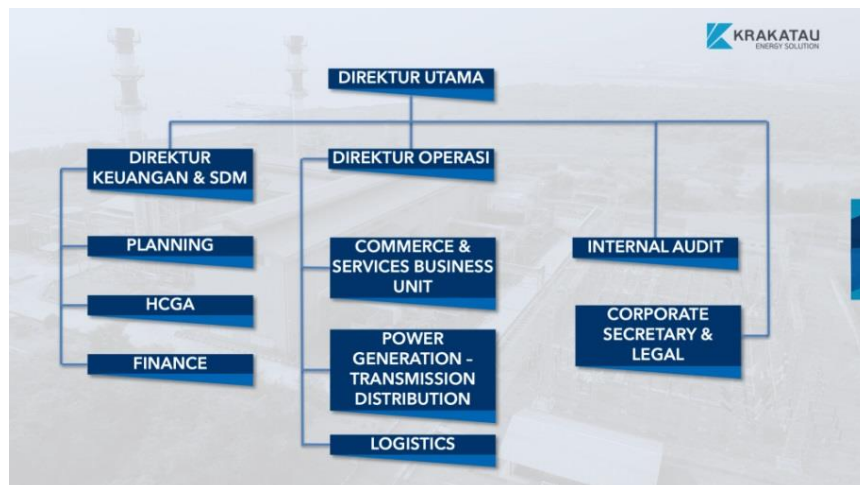 KRAKATAU
ENERGY SOLUTION
DIREKTUR UTAMA
DIREKTUR
KEUANGAN & SDM
DIREKTUR OPERASI
PLANNING
COMMERCE &
SERVICES BUSINESS
UNIT
INTERNAL AUDIT
HCGA
CORPORATE
SECRETARY &
LEGAL
FINANCE
POWER
GENERATION –
TRANSMISSION
DISTRIBUTION
LOGISTICS